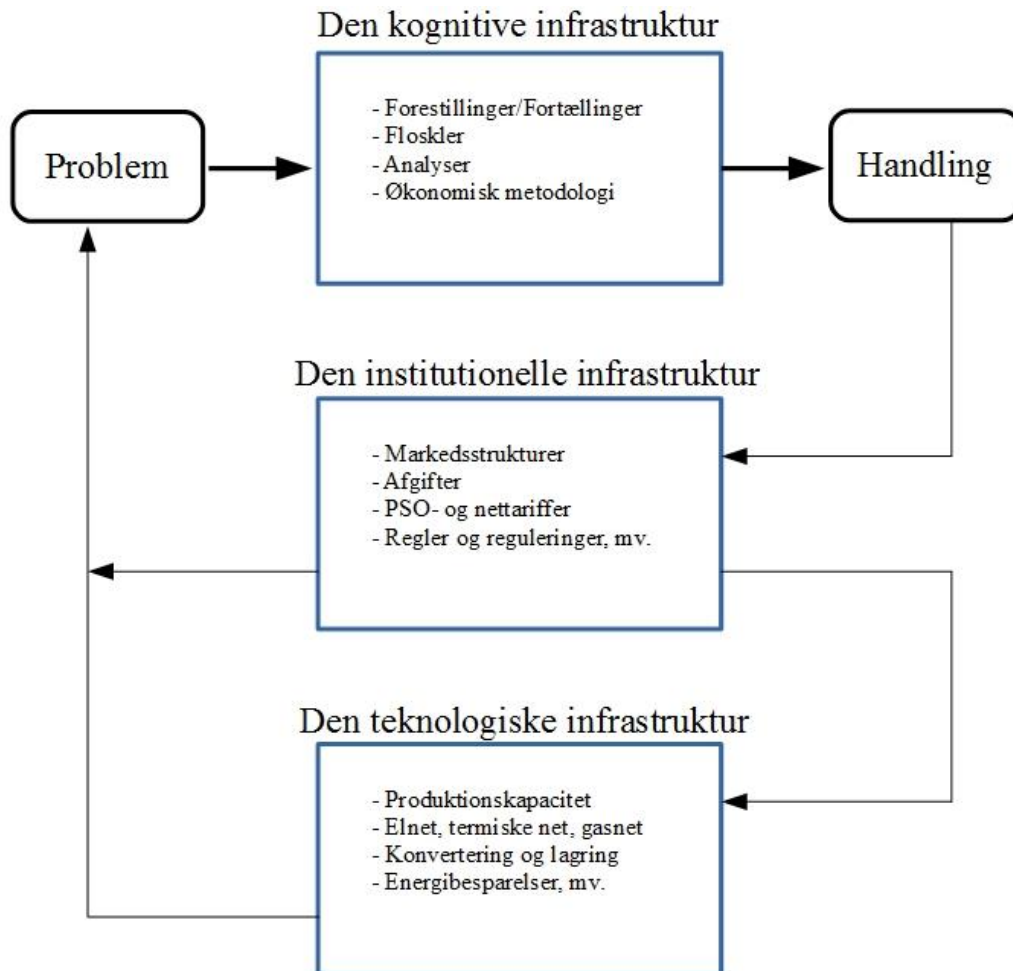 Den kognitive infrastruktur
Problem
- Forestillinger/Fortællinger
- Floskler
- Analyser
- Økonomisk metodologi
Handling
Den institutionelle infrastruktur
- Markedsstrukturer
- Afgifter
- PSO- og nettariffer
- Regler og reguleringer, mv.
Den teknologiske infrastruktur
- Produktionskapacitet
- Elnet, termiske net, gasnet
- Konvertering og lagring
- Energibesparelser, mv.